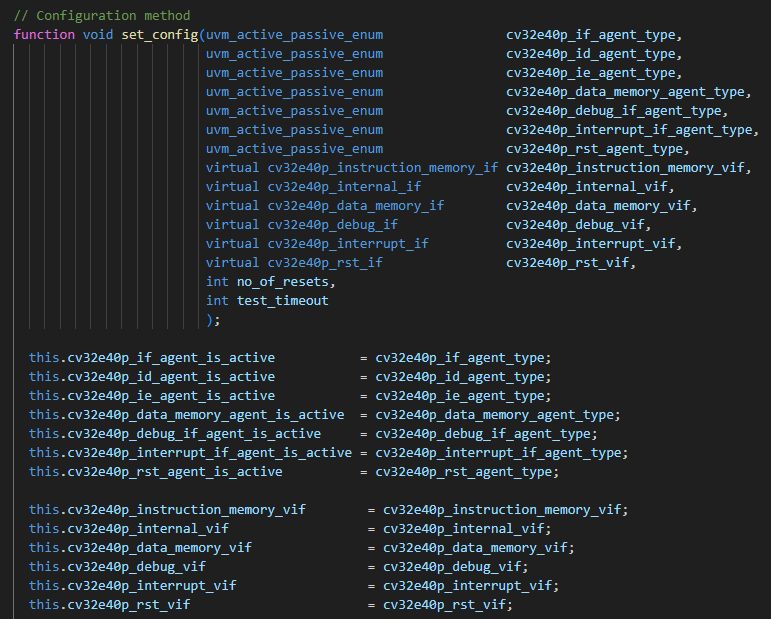 // Configuration method
function void set_config(uvm_active_passive_enum cv32e40p_if_agent_type,
uvm_active_passive_enum cv32e40p_id_agent_type,
uvm_active_passive_enum cv32e40p_ie_agent_type,
uvm_active_passive_enum cv32e40p_data_memory_agent_type,
uvm_active_passive_enum cv32e40p_debug_if_agent_type,
uvm_active_passive_enum cv32e40p_interrupt_if_agent_type,
uvm_active_passive_enum cv32e40p_rst_agent_type,
virtual cv32e40p_instruction_memory_if cv32e40p_instruction_memory_vif,
virtual cv32e40p_internal_if cv32e40p_internal_vif,
virtual cv32e40p_data_memory_if cv32e40p_data_memory_vif,
virtual cv32e40p_debug_if cv32e40p_debug_vif,
virtual cv32e40p_interrupt_if cv32e40p_interrupt_vif,
virtual cv32e40p_rst_if cv32e40p_rst_vif,
int no_of_resets,
int test_timeout
);
this.cv32e40p_if_agent_is_active = cv32e40p_if_agent_type;
this.cv32e40p_id_agent_is_active = cv32e40p_id_agent_type;
this.cv32e40p_ie_agent_is_active = cv32e40p_ie_agent_type;
this.cv32e40p_data_memory_agent_is_active = cv32e40p_data_memory_agent_type;
this.cv32e40p_debug_if_agent_is_active = cv32e40p_debug_if_agent_type;
this.cv32e40p_interrupt_if_agent_is_active = cv32e40p_interrupt_if_agent_type;
this.cv32e40p_rst_agent_is_active = cv32e40p_rst_agent_type;
this.cv32e40p_instruction_memory_vif = cv32e40p_instruction_memory_vif;
this.cv32e40p_internal_vif = cv32e40p_internal_vif;
this.cv32e40p_data_memory_vif = cv32e40p_data_memory_vif;
this.cv32e40p_debug_vif = cv32e40p_debug_vif;
this.cv32e40p_interrupt_vif = cv32e40p_interrupt_vif;
this.cv32e40p_rst_vif = cv32e40p_rst_vif;